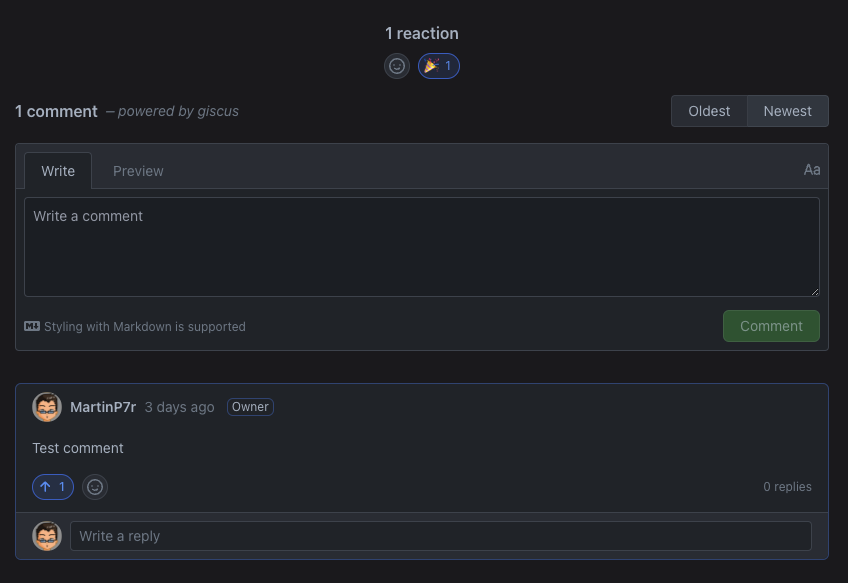 1 reaction
🎉 1
1 comment – powered by giscus
Oldest Newest
Write Preview Aa
Write a comment
Styling with Markdown is supported
Comment
MartinP7r 3 days ago Owner
Test comment
↑ 1
0 replies
Write a reply